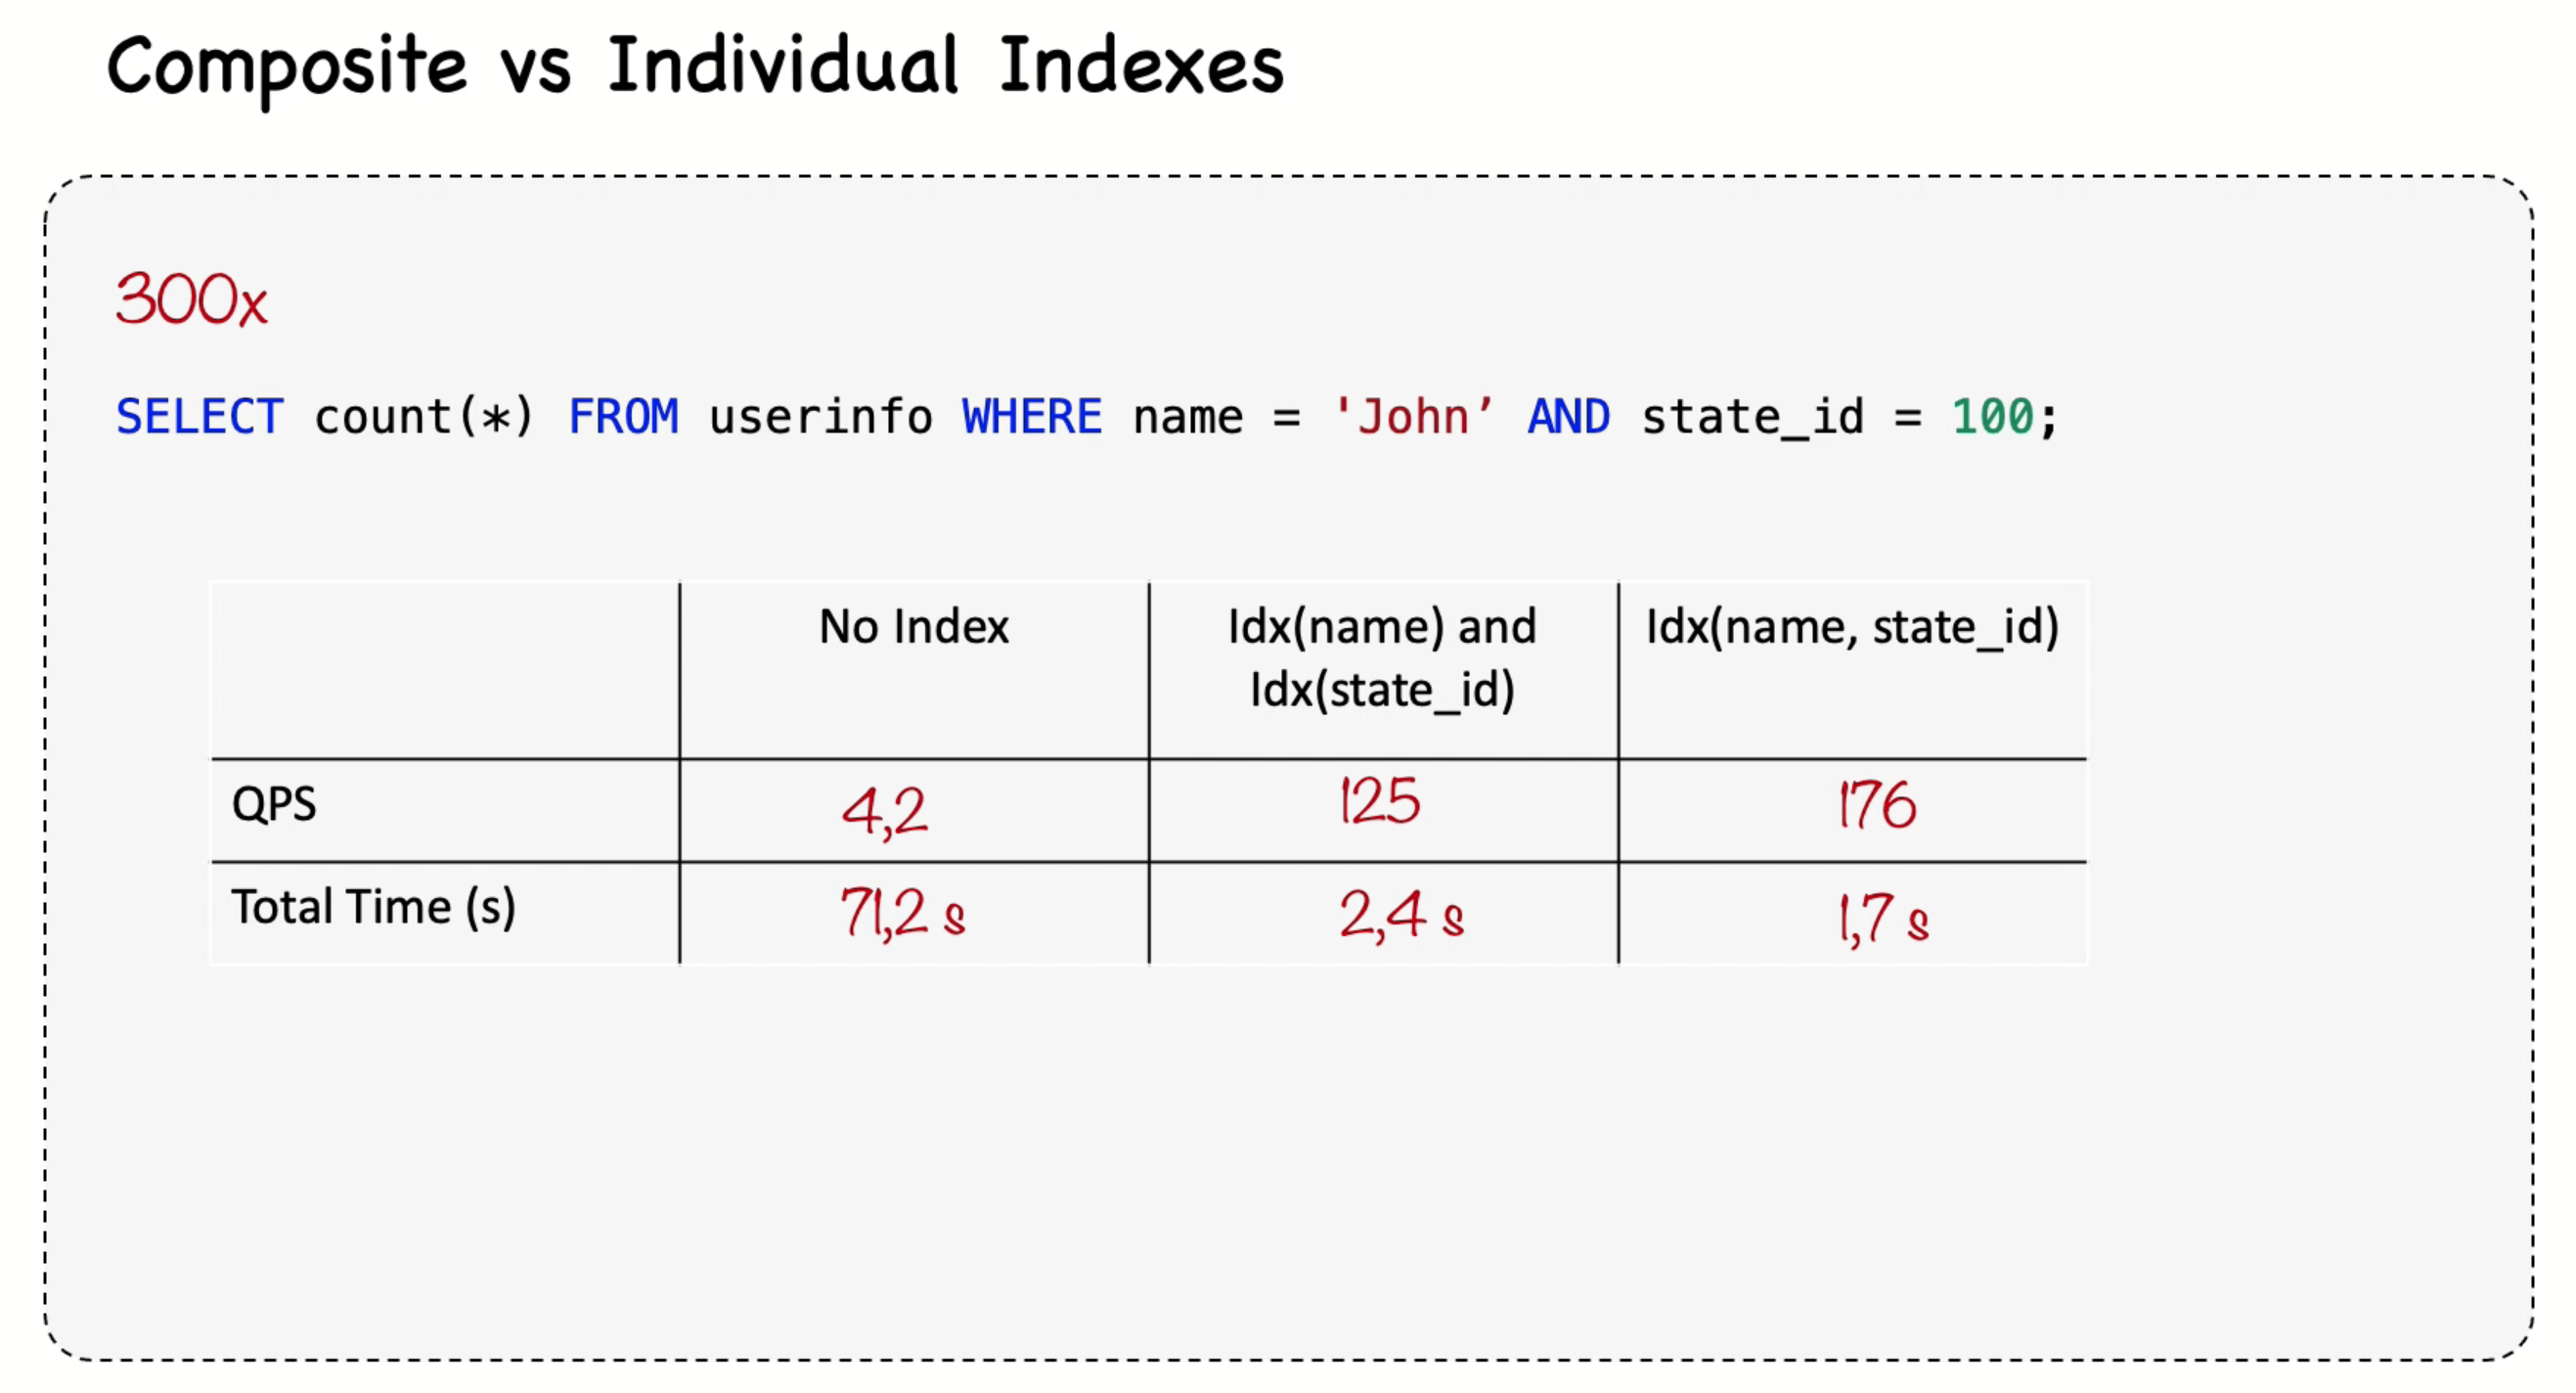 Composite vs Individual Indexes
300x
SELECT count(*) FROM userinfo WHERE name = 'John’ AND state_id = 100;
No Index
Idx(name) and
Idx(state_id)
Idx(name, state_id)
QPS
4,2
125
176
Total Time (s)
71,2 s
2,4 s
1,7 s